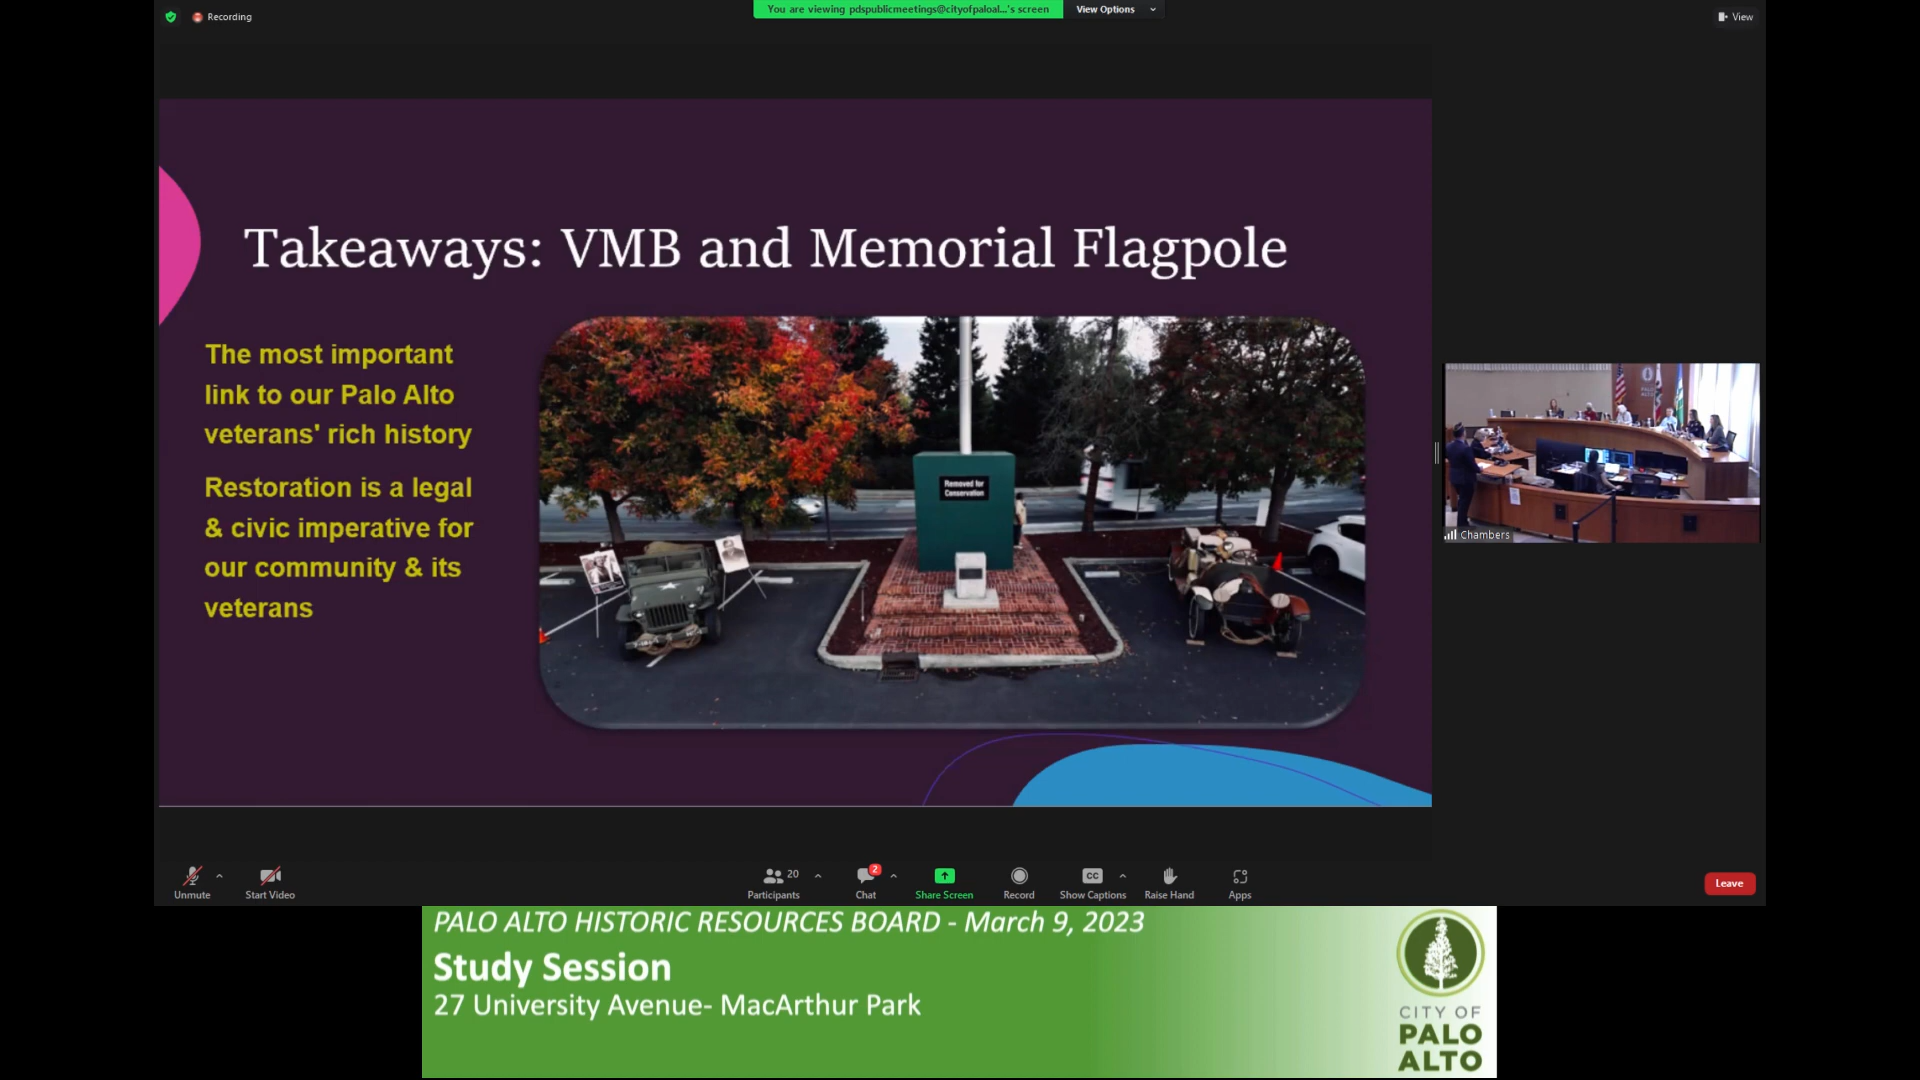 Recording
You are viewing pdspublicmeetings@cityofpaloal...'s screen
View Options
View
Takeaways: VMB and Memorial Flagpole
The most important
link to our Palo Alto
veterans' rich history
Restoration is a legal
& civic imperative for
our community & its
veterans
Removed for
Conservation
PALO
ALTO
Chambers
Unmute
Start Video
20
Participants
2
Chat
Share Screen
Record
CC
Show Captions
Raise Hand
Apps
Leave
PALO ALTO HISTORIC RESOURCES BOARD - March 9, 2023
Study Session
27 University Avenue- MacArthur Park
CITY OF
PALO
ALTO